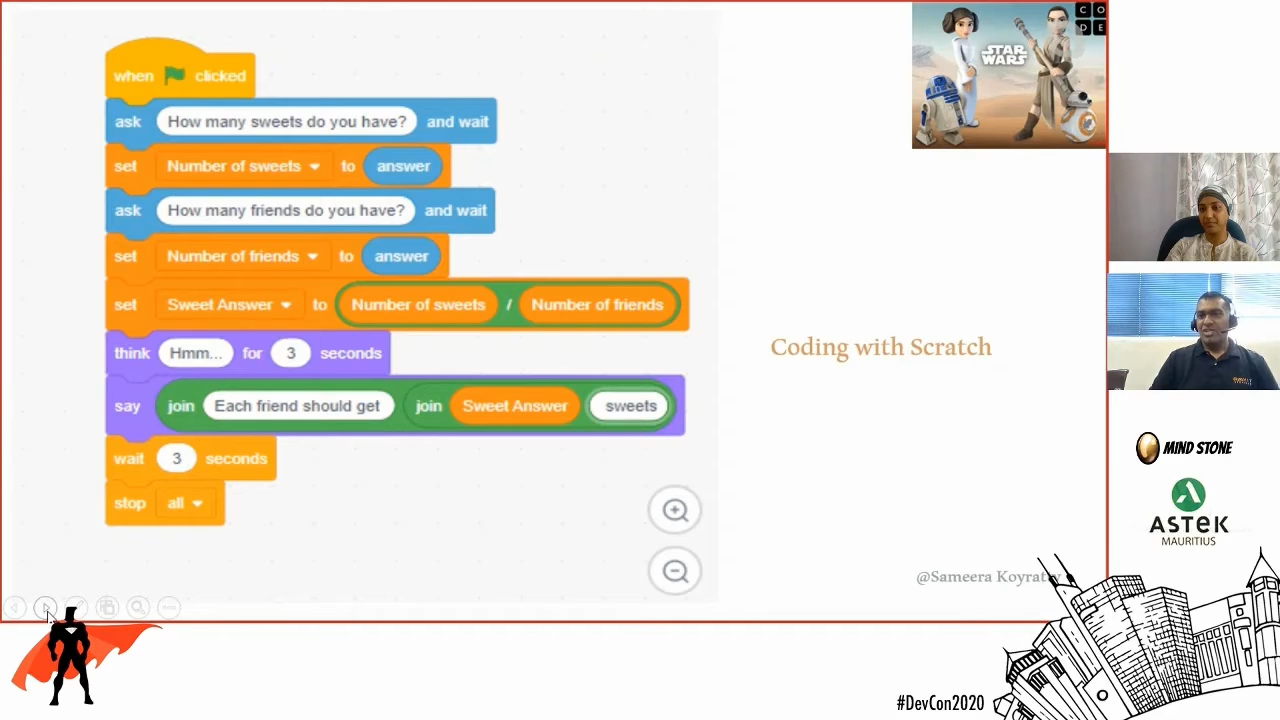 when clicked
ask How many sweets do you have? and wait
set Number of sweets to answer
ask How many friends do you have? and wait
set Number of friends to answer
set Sweet Answer to Number of sweets / Number of friends
think Hmm... for 3 seconds
say join Each friend should get join Sweet Answer sweets
wait 3 seconds
stop all
STAR
WARS
C O
D E
Coding with Scratch
@Sameera Koyratty
MIND STONE
ASTEK
MAURITIUS
#DevCon2020